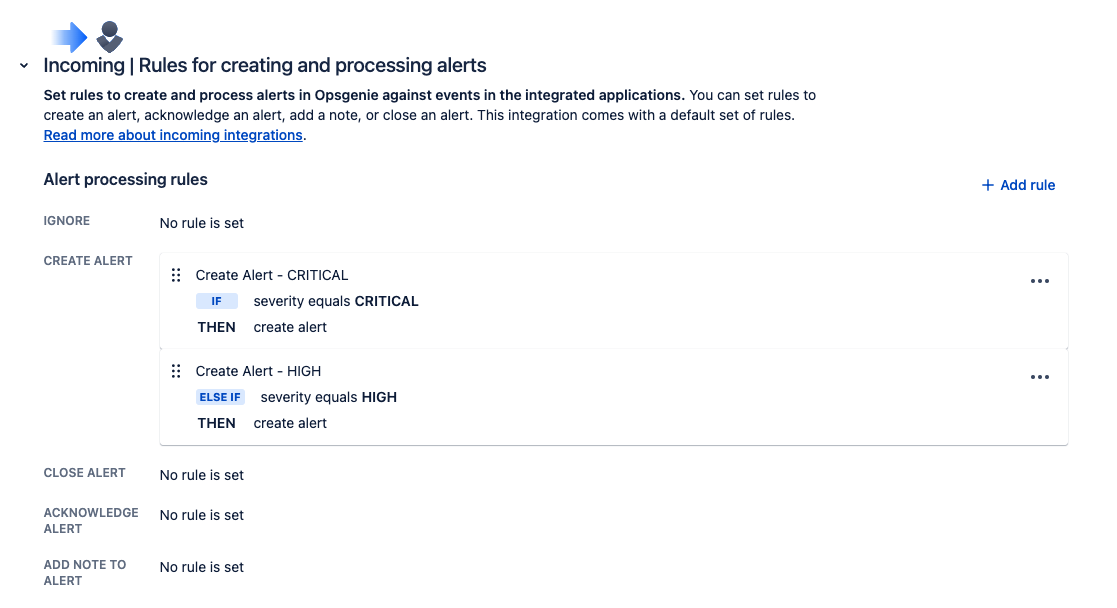 Incoming | Rules for creating and processing alerts
Set rules to create and process alerts in Opsgenie against events in the integrated applications. You can set rules to
create an alert, acknowledge an alert, add a note, or close an alert. This integration comes with a default set of rules.
Read more about incoming integrations.
Alert processing rules
+ Add rule
IGNORE
No rule is set
CREATE ALERT
Create Alert - CRITICAL
IF severity equals CRITICAL
THEN create alert
Create Alert - HIGH
ELSE IF severity equals HIGH
THEN create alert
CLOSE ALERT
No rule is set
ACKNOWLEDGE
ALERT
No rule is set
ADD NOTE TO
ALERT
No rule is set